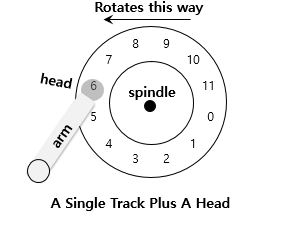 Rotates this way
8 9
7 10
head 6 spindle 11
5 0
arm
4 1
3 2
A Single Track Plus A Head